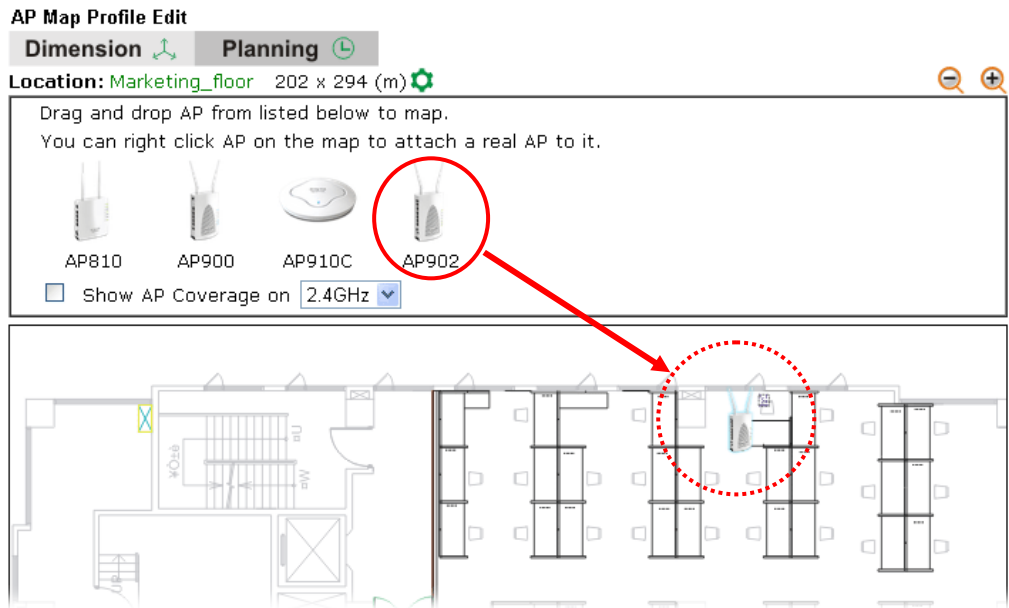 AP Map Profile Edit
Dimension Planning
Location: Marketing_floor 202 x 294 (m)
Drag and drop AP from listed below to map.
You can right click AP on the map to attach a real AP to it.
AP810 AP900 AP910C AP902
Show AP Coverage on 2.4GHz